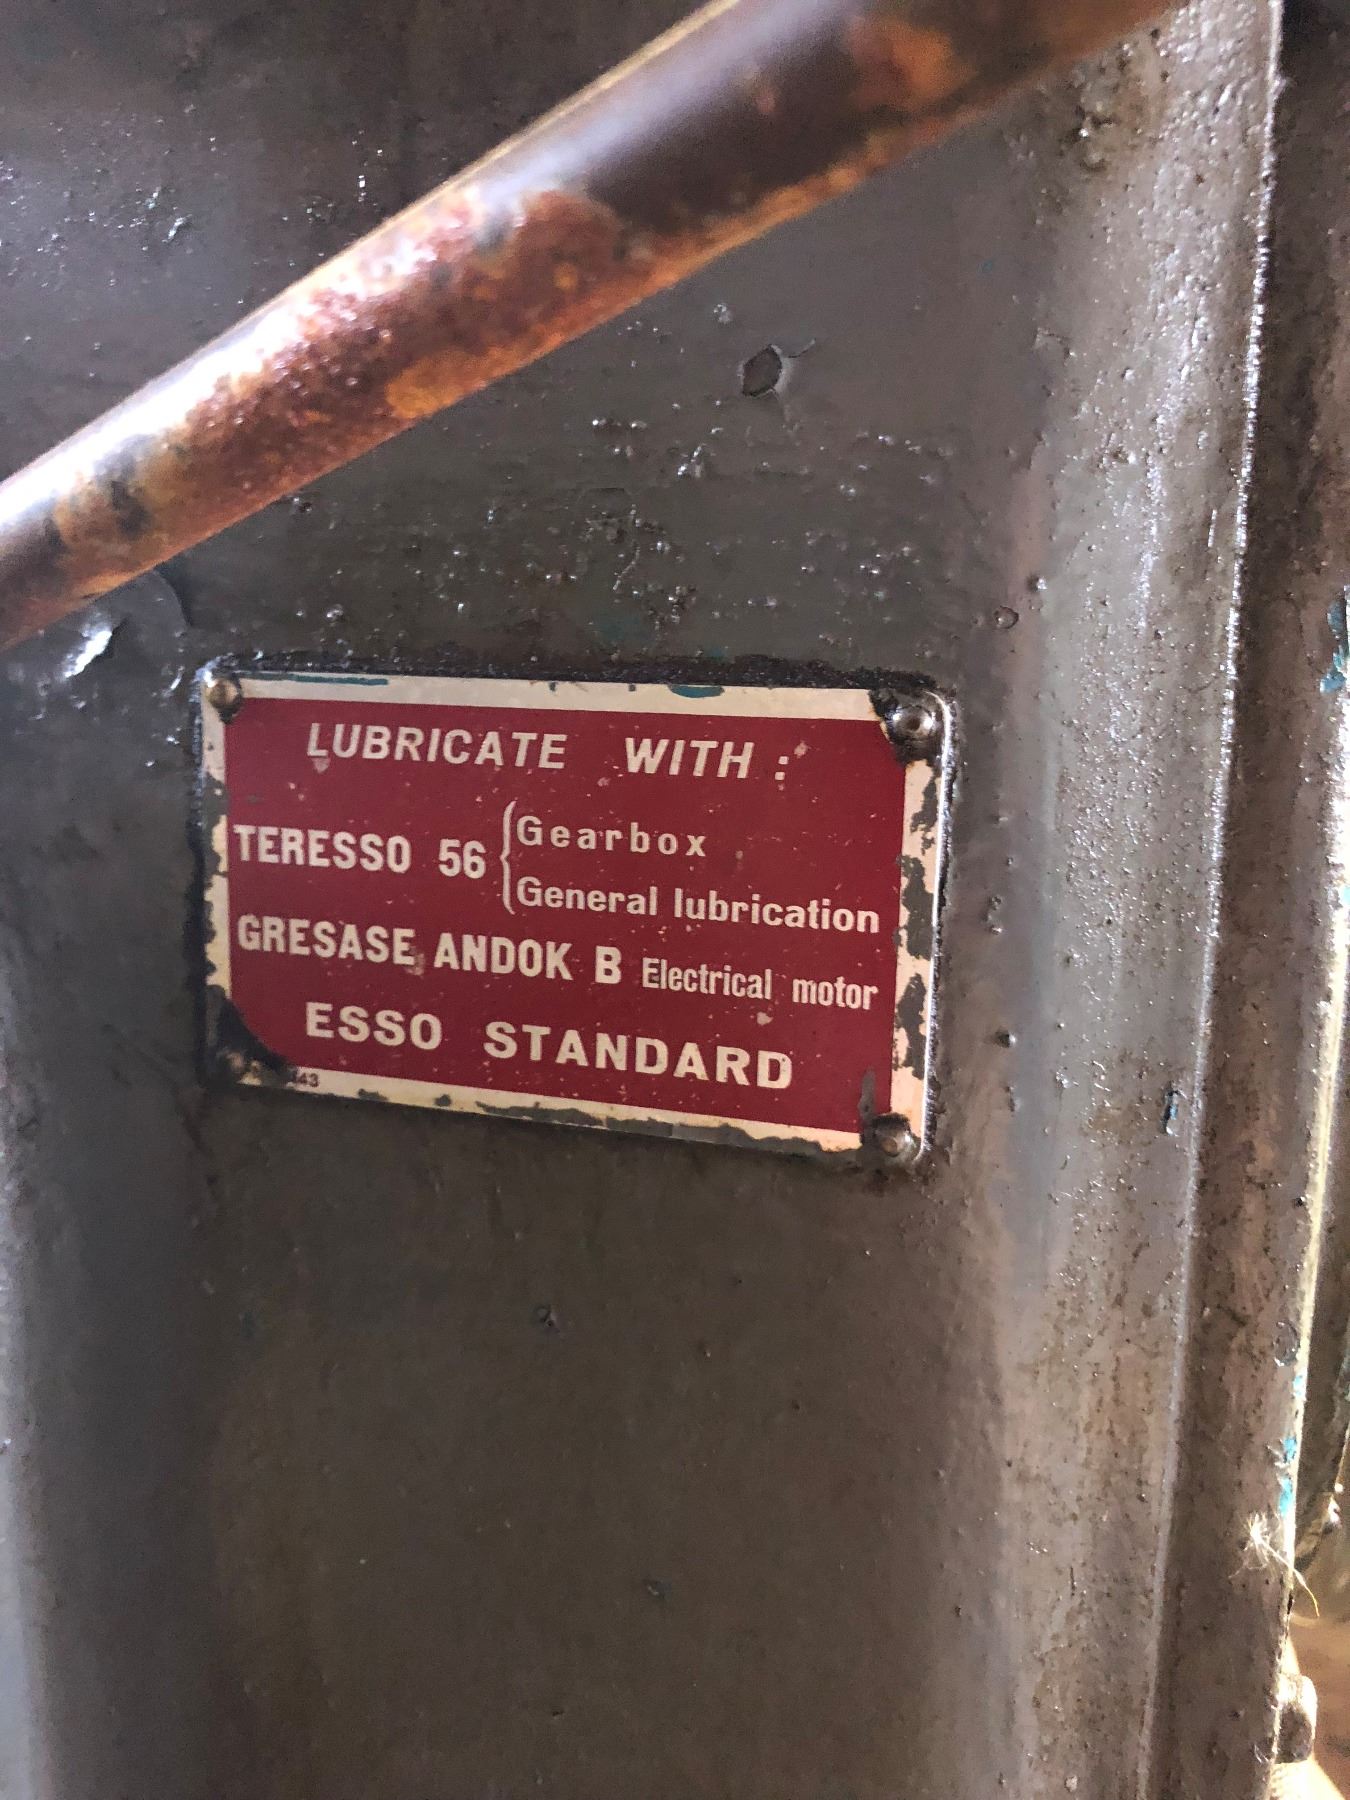 LUBRICATE WITH :
TERESSO 56 { Gearbox
General lubrication
GRESASE ANDOK B Electrical motor
ESSO STANDARD